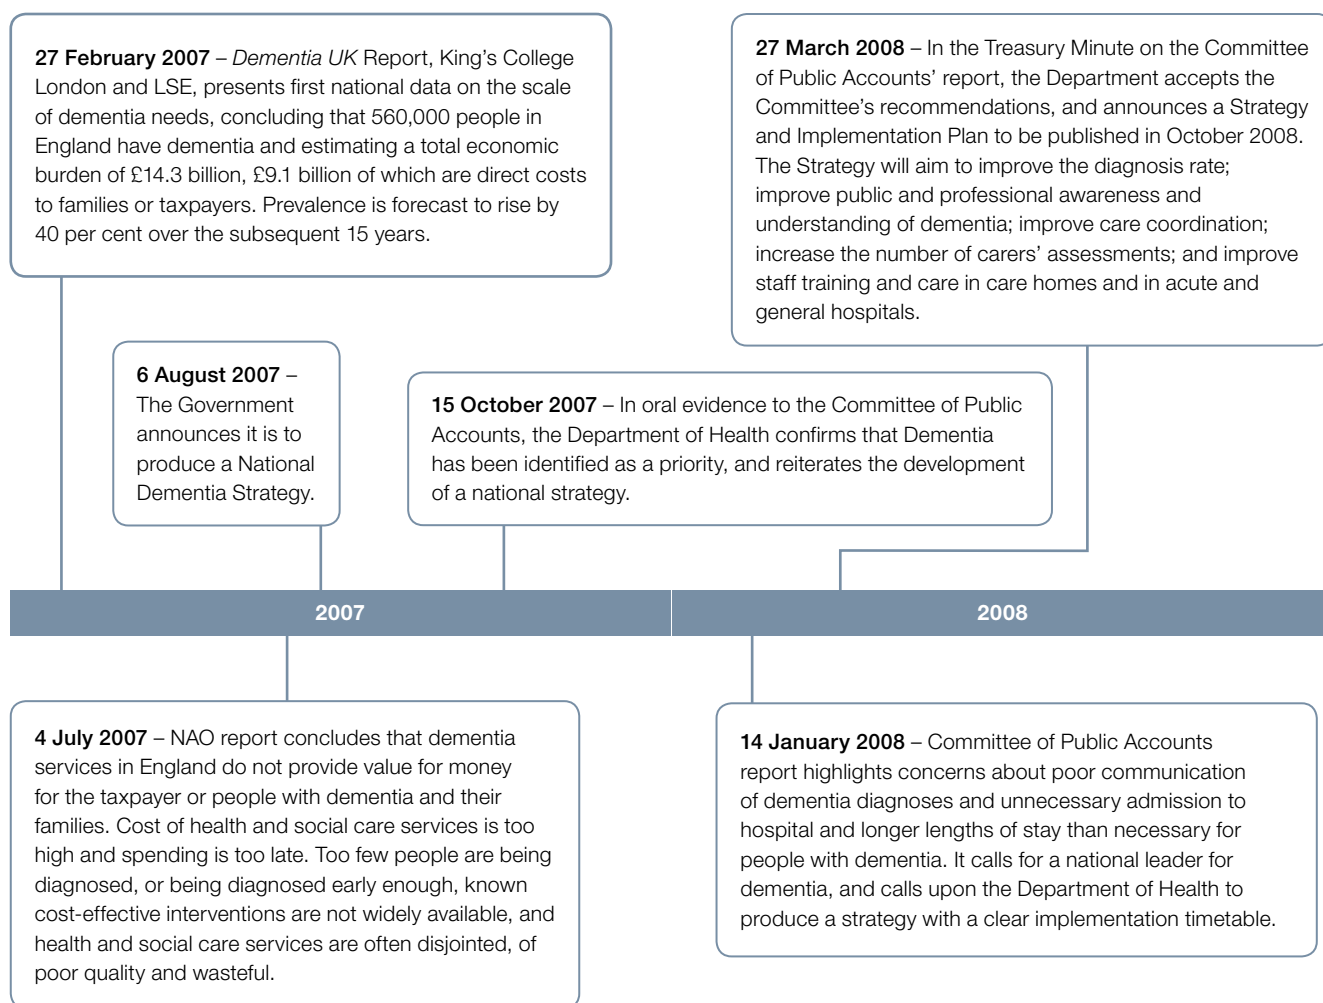 27 February 2007 – Dementia UK Report, King’s College
London and LSE, presents first national data on the scale
of dementia needs, concluding that 560,000 people in
England have dementia and estimating a total economic
burden of £14.3 billion, £9.1 billion of which are direct costs
to families or taxpayers. Prevalence is forecast to rise by
40 per cent over the subsequent 15 years.
27 March 2008 – In the Treasury Minute on the Committee
of Public Accounts’ report, the Department accepts the
Committee’s recommendations, and announces a Strategy
and Implementation Plan to be published in October 2008.
The Strategy will aim to improve the diagnosis rate;
improve public and professional awareness and
understanding of dementia; improve care coordination;
increase the number of carers’ assessments; and improve
staff training and care in care homes and in acute and
general hospitals.
6 August 2007 –
The Government
announces it is to
produce a National
Dementia Strategy.
15 October 2007 – In oral evidence to the Committee of Public
Accounts, the Department of Health confirms that Dementia
has been identified as a priority, and reiterates the development
of a national strategy.
2007
2008
4 July 2007 – NAO report concludes that dementia
services in England do not provide value for money
for the taxpayer or people with dementia and their
families. Cost of health and social care services is too
high and spending is too late. Too few people are being
diagnosed, or being diagnosed early enough, known
cost-effective interventions are not widely available, and
health and social care services are often disjointed, of
poor quality and wasteful.
14 January 2008 – Committee of Public Accounts
report highlights concerns about poor communication
of dementia diagnoses and unnecessary admission to
hospital and longer lengths of stay than necessary for
people with dementia. It calls for a national leader for
dementia, and calls upon the Department of Health to
produce a strategy with a clear implementation timetable.